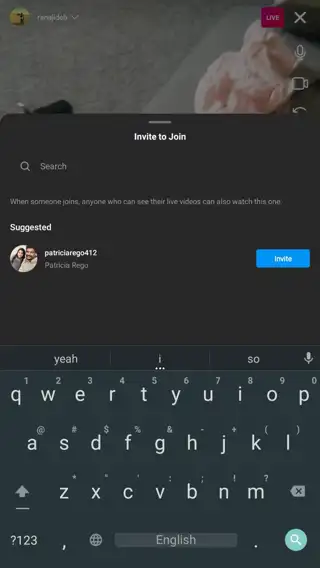 ranajideb
LIVE
Invite to Join
Search
When someone joins, anyone who can see their live videos can also watch this one.
Suggested
patriciarego412
Patricia Rego
Invite
yeah i so
1 2 3 4 5 6 7 8 9 0
q w e r t y u i o p
@ # $ % & - + ( )
a s d f g h j k l
* " ' : ; ! ?
z x c v b n m
?123 , English .